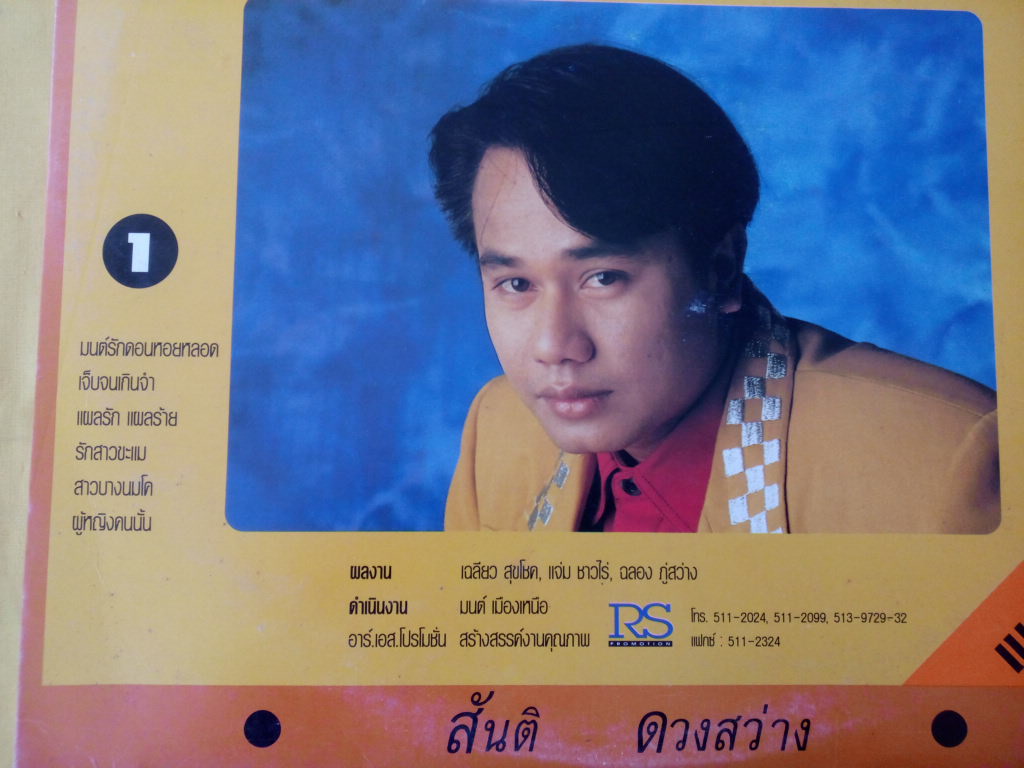 1
มนต์รักดอนหอยหลอด
เจ็บจนเกินจำ
แผลรัก แผลร้าย
รักสาวขะแม
สาวบางนมโค
ผู้หญิงคนนั้น
ผลงาน เฉลียว สุขโชค, แจ่ม ชาวไร่, ฉลอง ภู่สว่าง
ดำเนินงาน มนต์ เมืองเหนือ
อาร์.เอส.โปรโมชั่น สร้างสรรค์งานคุณภาพ
RS
PROMOTION
โทร. 511-2024, 511-2099, 513-9729-32
แฟกซ์ : 511-2324
สันติ ดวงสว่าง